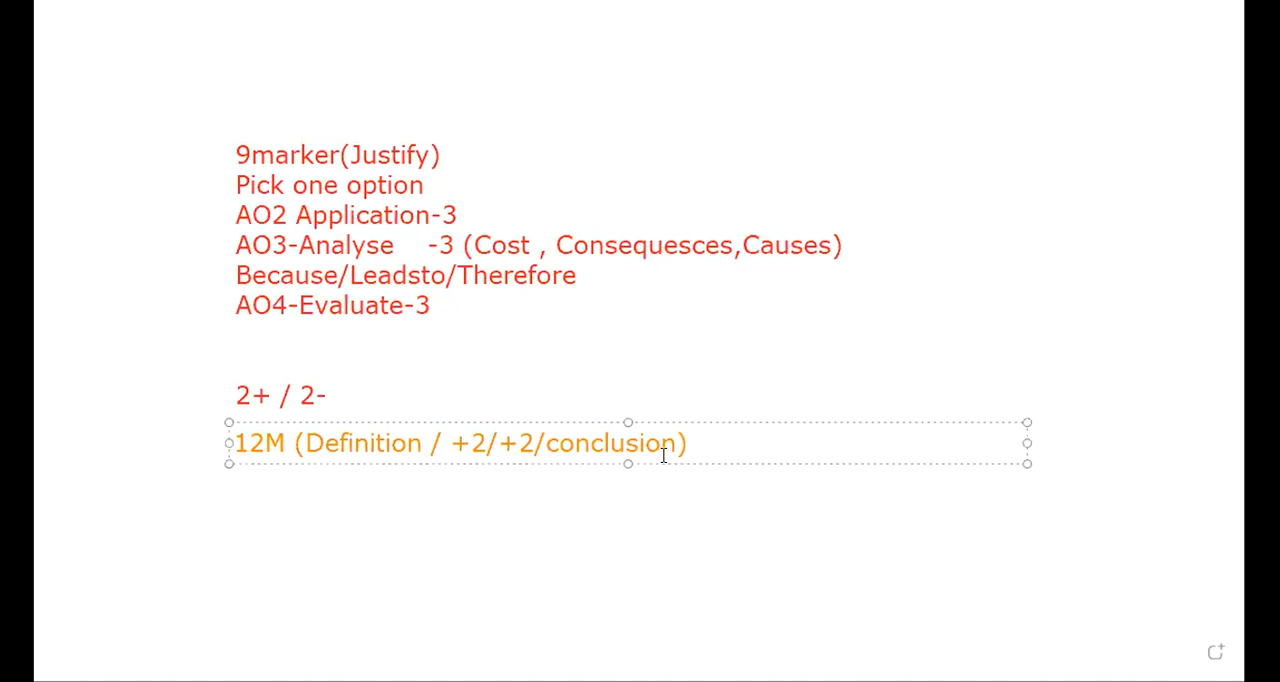 9marker(Justify)
Pick one option
AO2 Application-3
AO3-Analyse -3 (Cost , Consequesces,Causes)
Because/Leadsto/Therefore
AO4-Evaluate-3
2+ / 2-
12M (Definition / +2/+2/conclusion)